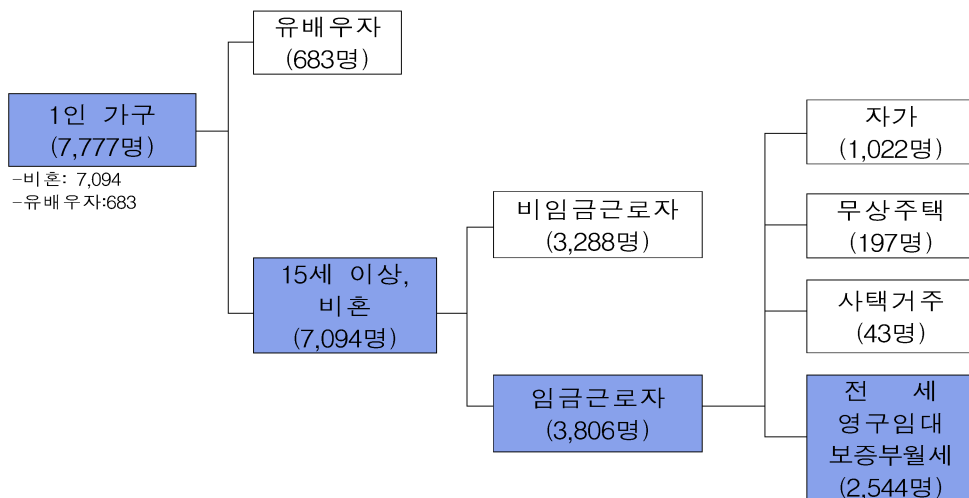 유배우자
(683명)
1인 가구
(7,777명)
-비혼: 7,094
-유배우자:683
15세 이상,
비혼
(7,094명)
비임금근로자
(3,288명)
임금근로자
(3,806명)
자가
(1,022명)
무상주택
(197명)
사택거주
(43명)
전 세
영구임대
보증부월세
(2,544명)